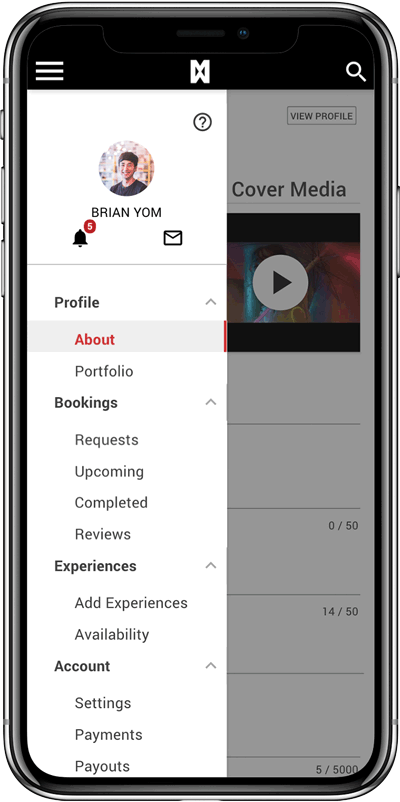 VIEW PROFILE
BRIAN YOM
Cover Media
5
Profile
About
Portfolio
Bookings
Requests
Upcoming
Completed
Reviews
0 / 50
Experiences
Add Experiences
14 / 50
Availability
Account
Settings
Payments
Payouts
5 / 5000